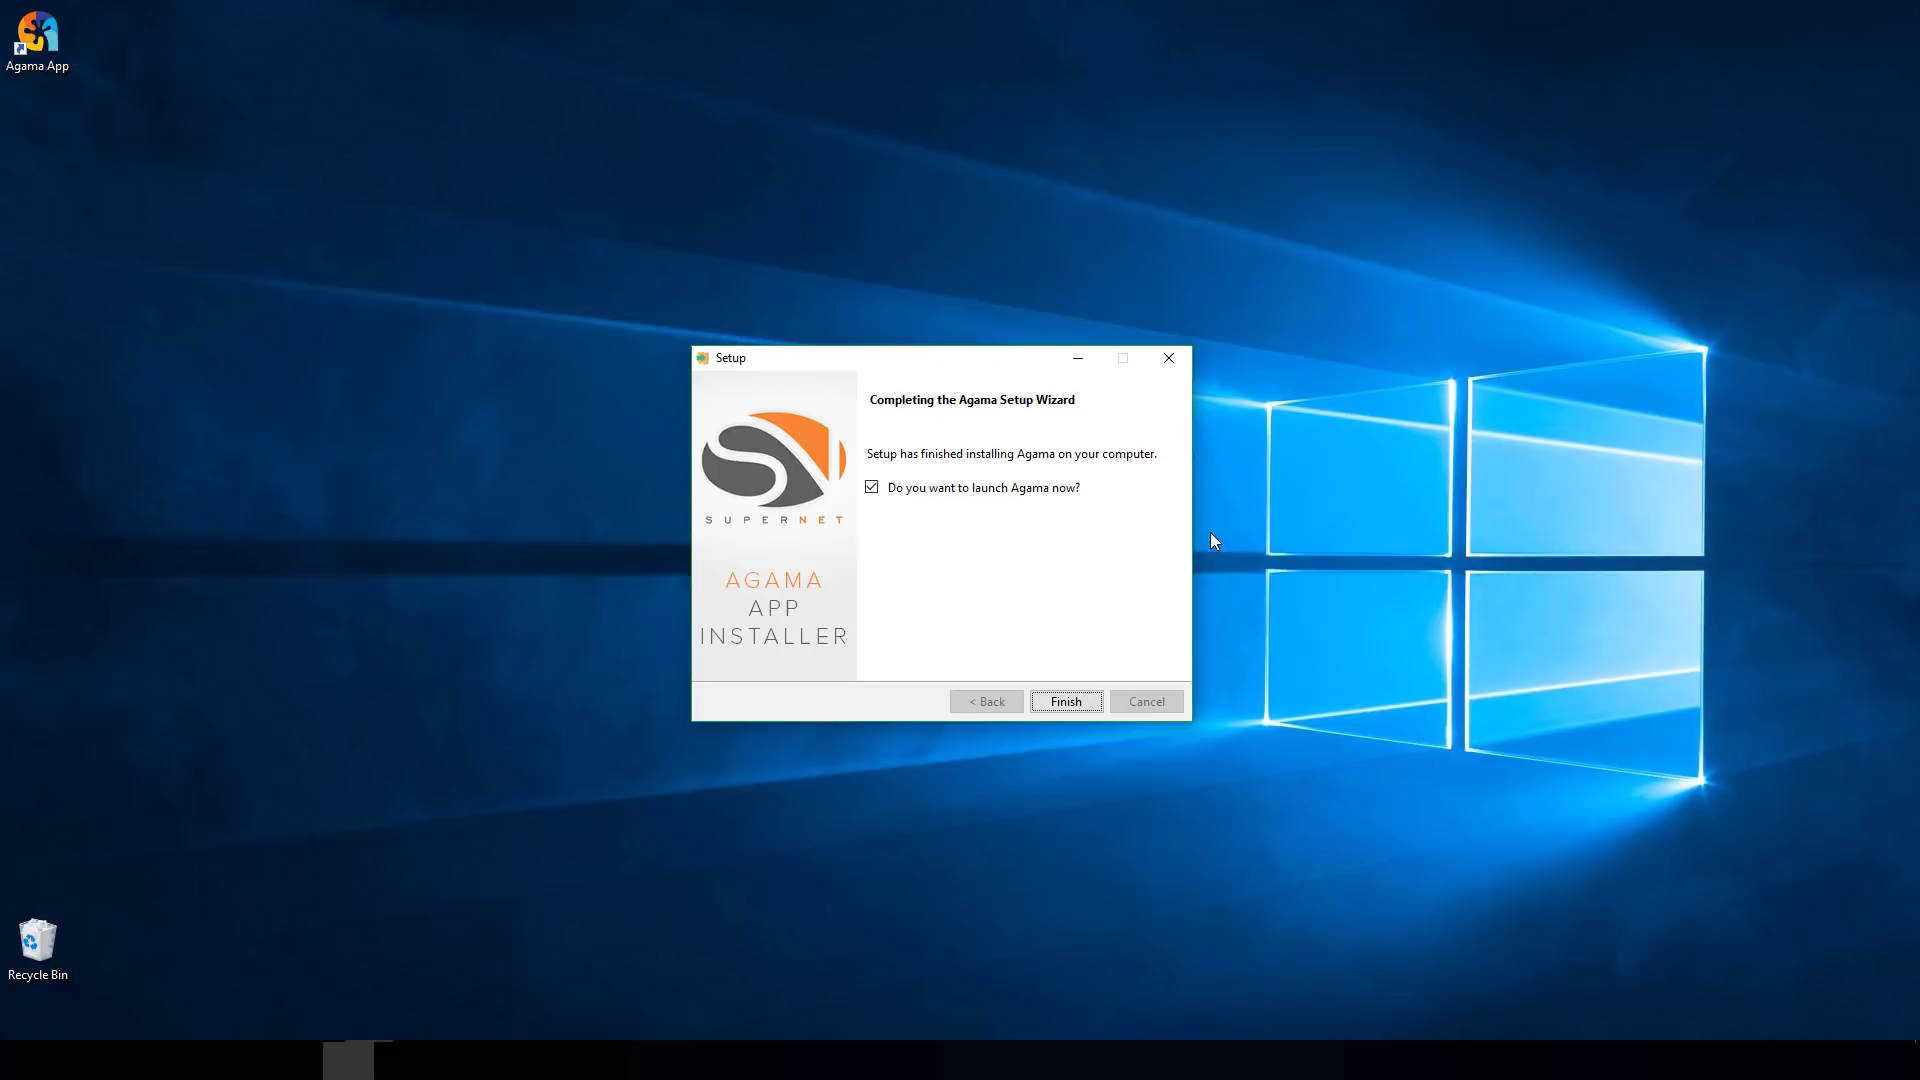 Agama App
Setup
Completing the Agama Setup Wizard
Setup has finished installing Agama on your computer.
Do you want to launch Agama now?
SUPERNET
AGAMA
APP
INSTALLER
< Back
Finish
Cancel
Recycle Bin